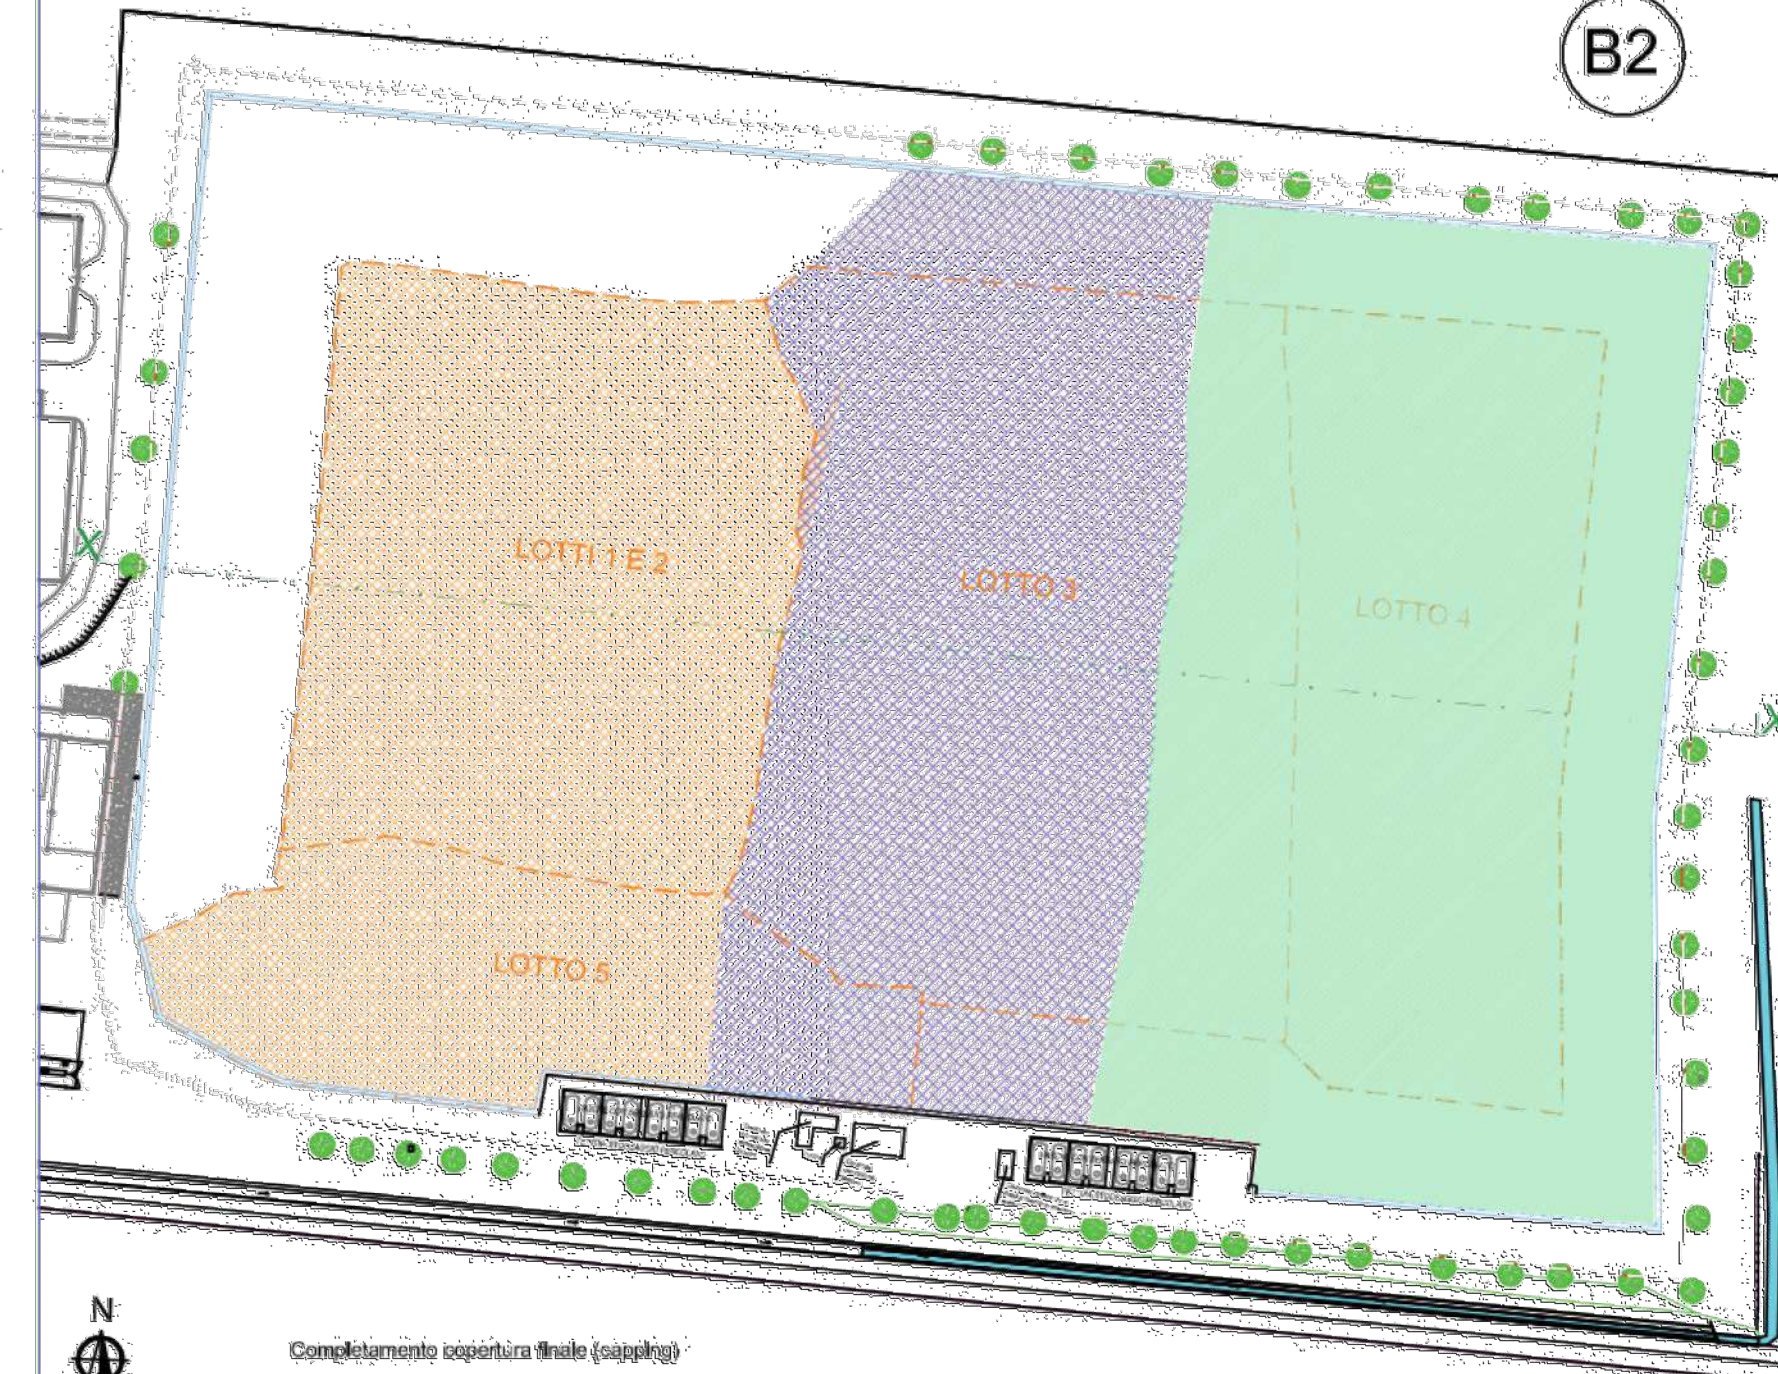 B2
X
LOTTI 1 E 2
LOTTO 3
LOTTO 4
X
LOTTO 5
N
Completamento copertura finale (capping)